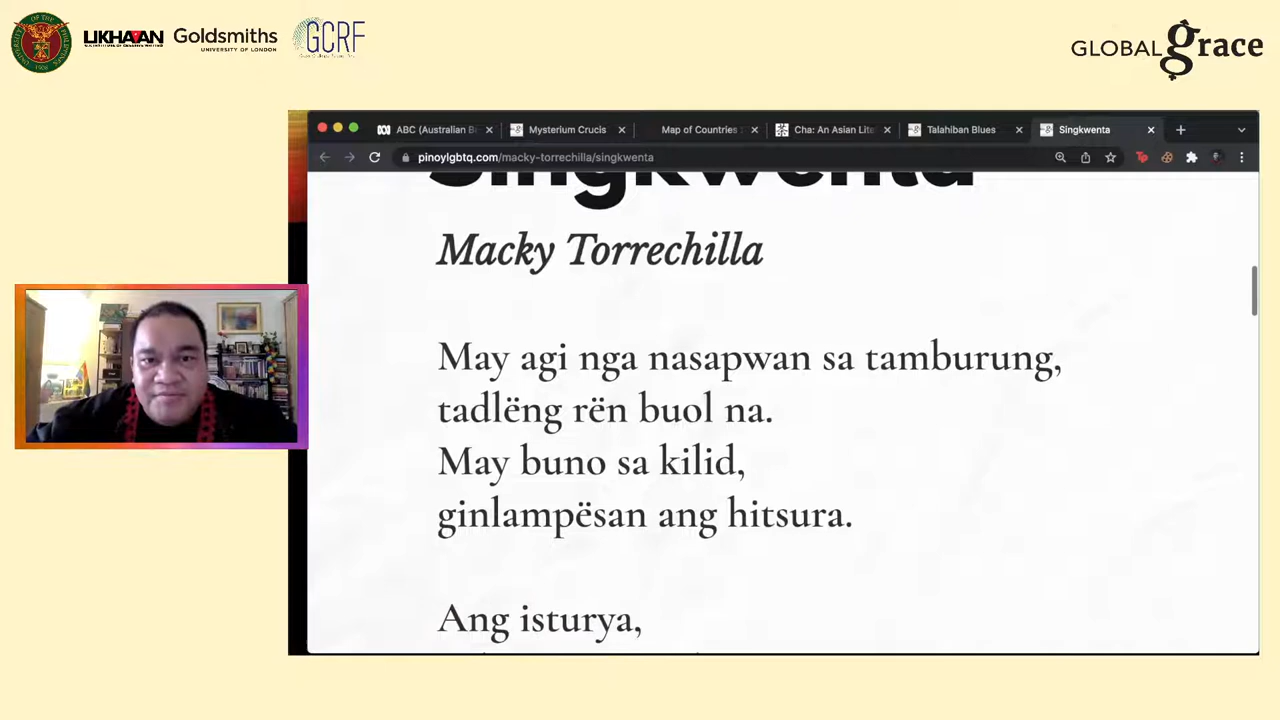 LIKHAAN
Goldsmiths
UNIVERSITY OF LONDON
GCRF
GLOBAL grace
ABC (Australian B
Mysterium Crucis
Map of Countries
Cha: An Asian Lite
Talahiban Blues
Singkwenta
pinoylgbtq.com/macky-torrechilla/singkwenta
Singkwenta
Macky Torrechilla
May agi nga nasapwan sa tamburung,
tadlëng rën buol na.
May buno sa kilid,
ginlampësan ang hitsura.
Ang isturya,